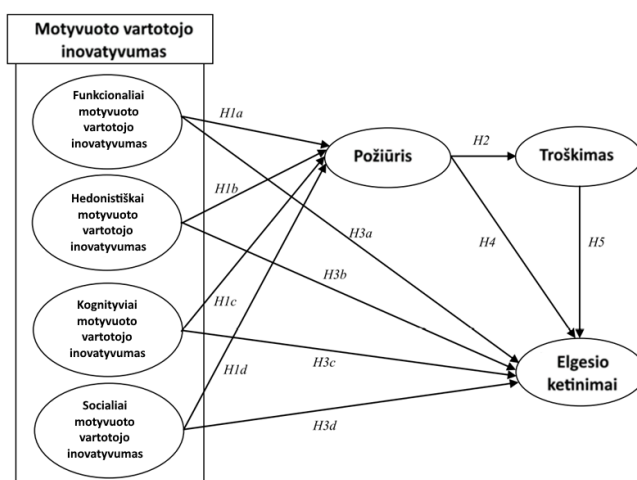 Motyvuoto vartotojo
inovatyvumas
Funkcionaliai
motyvuoto
vartotojo
inovatyvumas
Hedonistiškai
motyvuoto
vartotojo
inovatyvumas
Kognityviai
motyvuoto
vartotojo
inovatyvumas
Socialiai
motyvuoto
vartotojo
inovatyvumas
H1a
H1b
H1c
H1d
H3a
H3b
H3c
H3d
Požiūris
H2
Troškimas
H4
H5
Elgesio
ketinimai